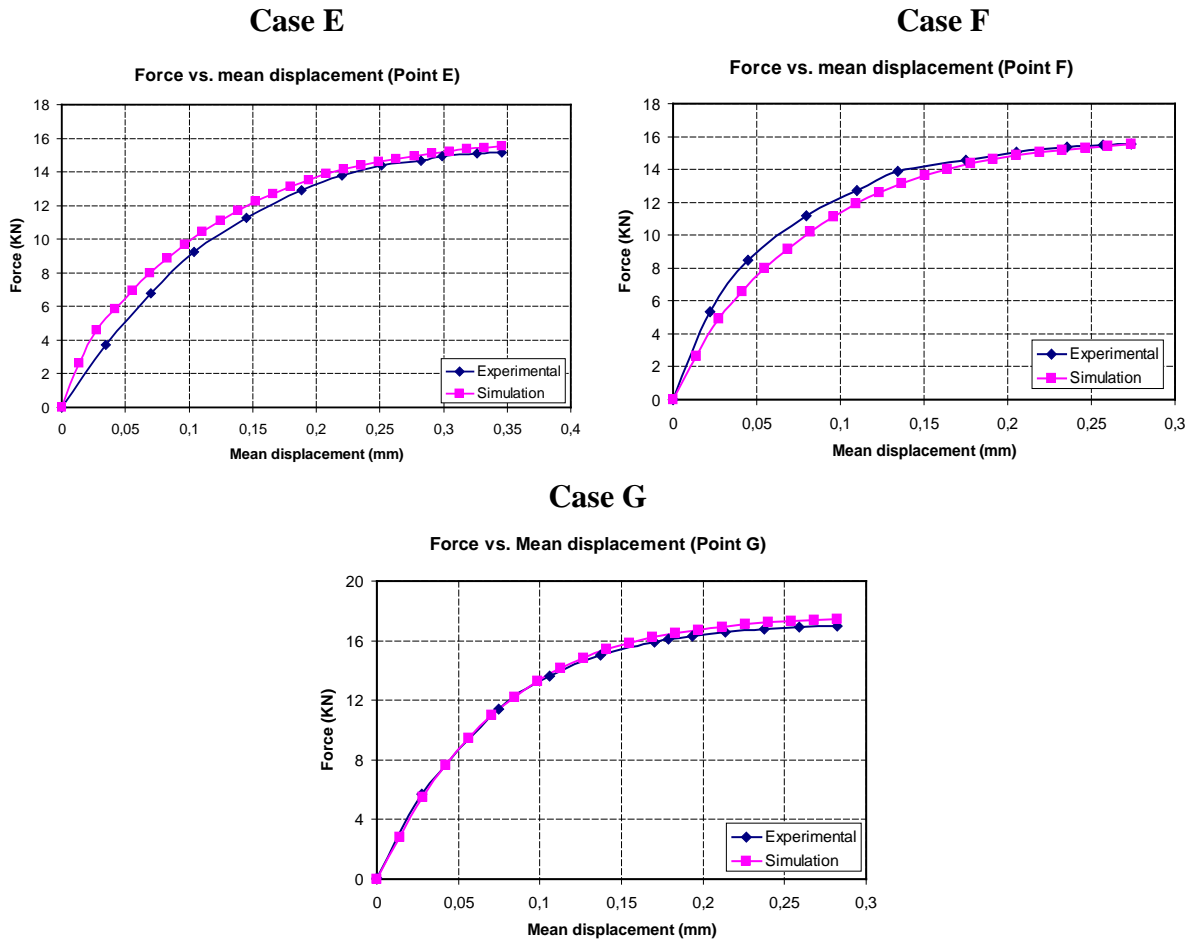 Case E
Force vs. mean displacement (Point E)
Force (KN)
18
16
14
12
10
8
6
4
2
0
0 0,05 0,1 0,15 0,2 0,25 0,3 0,35 0,4
Mean displacement (mm)
Experimental
Simulation
Case F
Force vs. mean displacement (Point F)
Force (KN)
18
16
14
12
10
8
6
4
2
0
0 0,05 0,1 0,15 0,2 0,25 0,3
Mean displacement (mm)
Experimental
Simulation
Case G
Force vs. Mean displacement (Point G)
Force (KN)
20
16
12
8
4
0
0 0,05 0,1 0,15 0,2 0,25 0,3
Mean displacement (mm)
Experimental
Simulation